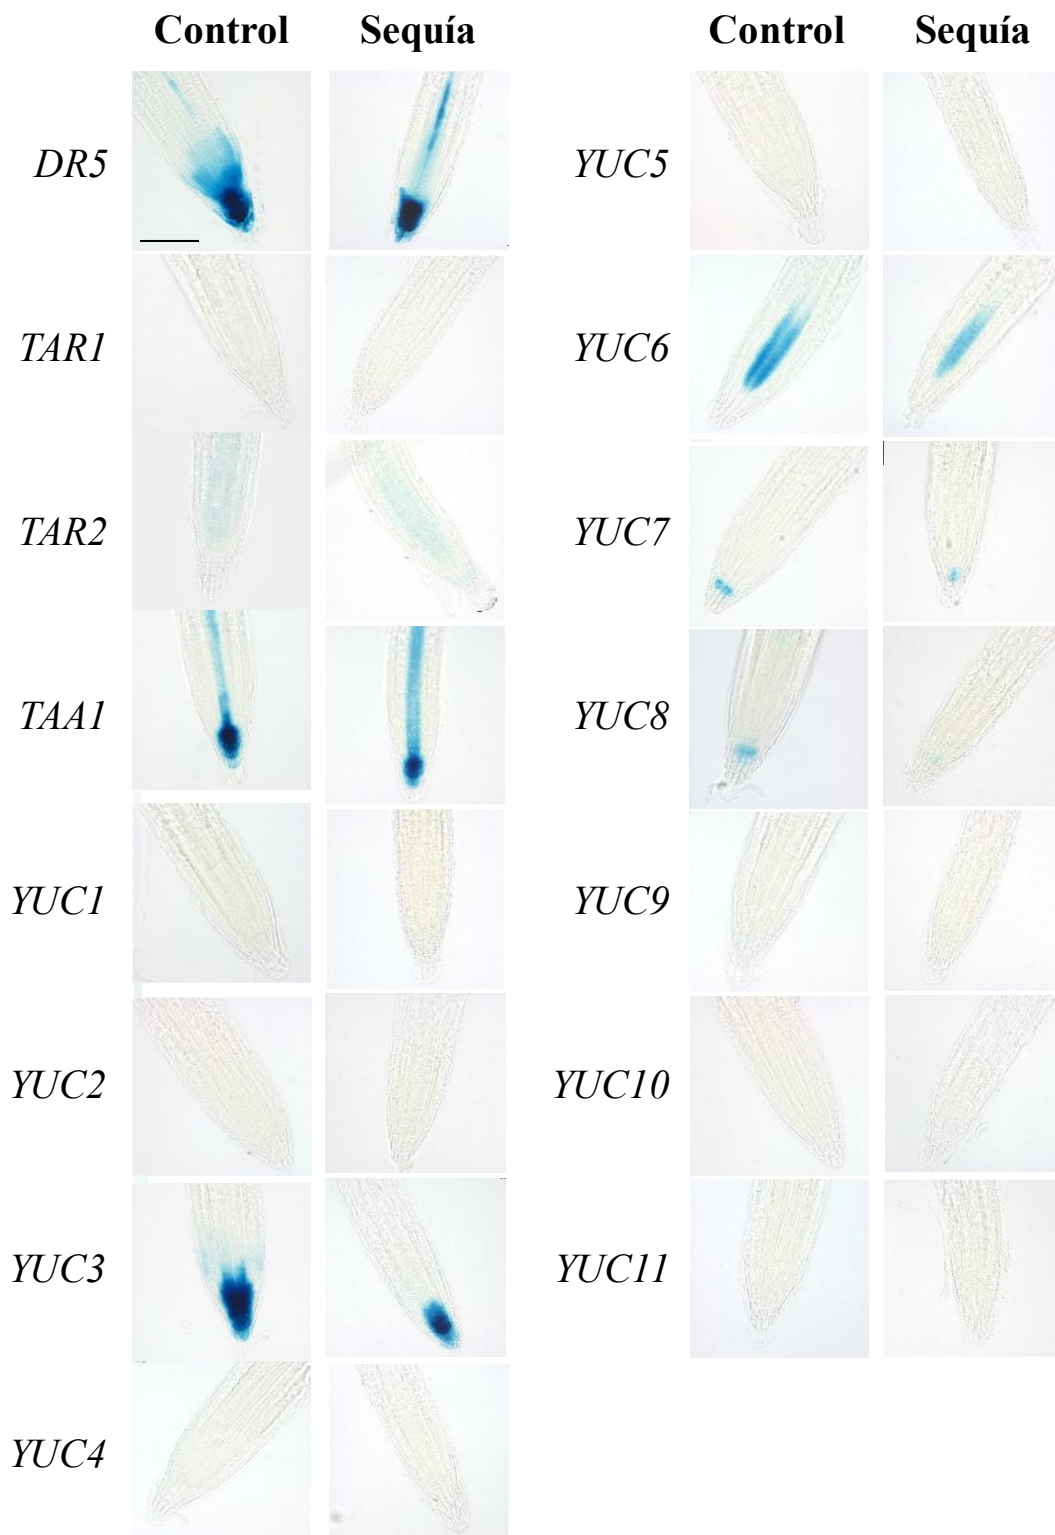 Control Sequía Control Sequía
DR5 YUC5
TAR1 YUC6
TAR2 YUC7
TAA1 YUC8
YUC1 YUC9
YUC2 YUC10
YUC3 YUC11
YUC4